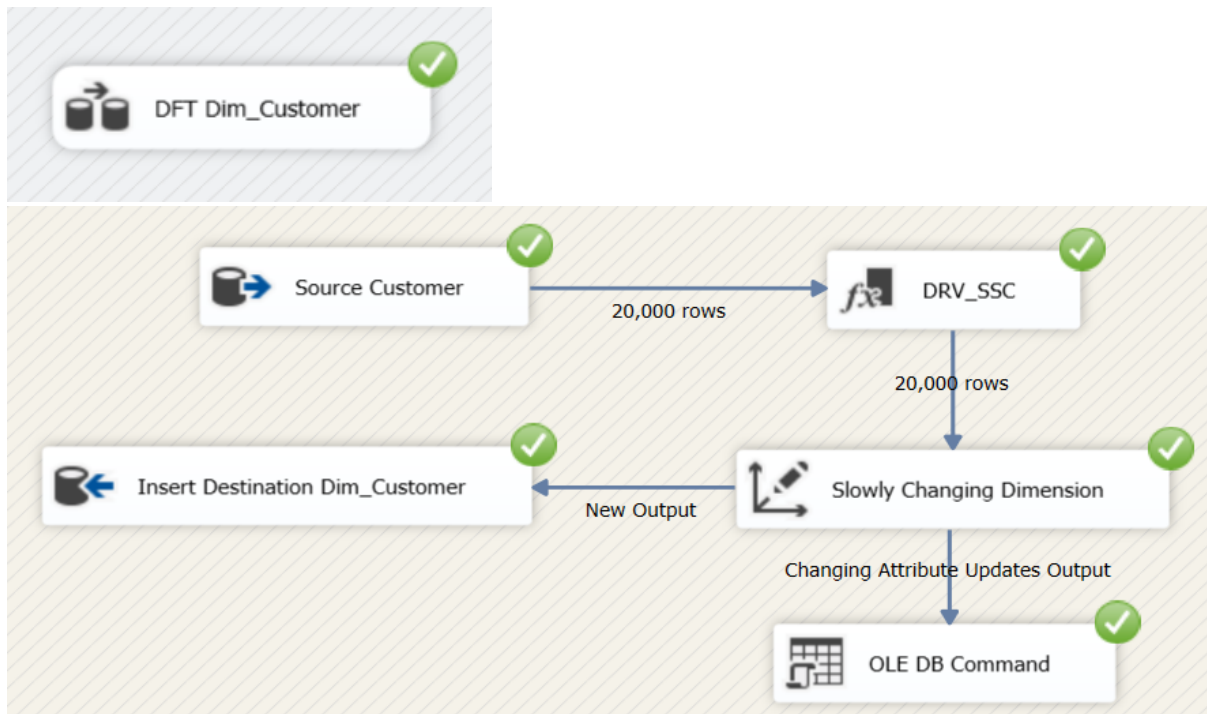 DFT Dim_Customer
Source Customer
20,000 rows
fx
DRV_SSC
20,000 rows
Insert Destination Dim_Customer
New Output
Slowly Changing Dimension
Changing Attribute Updates Output
OLE DB Command